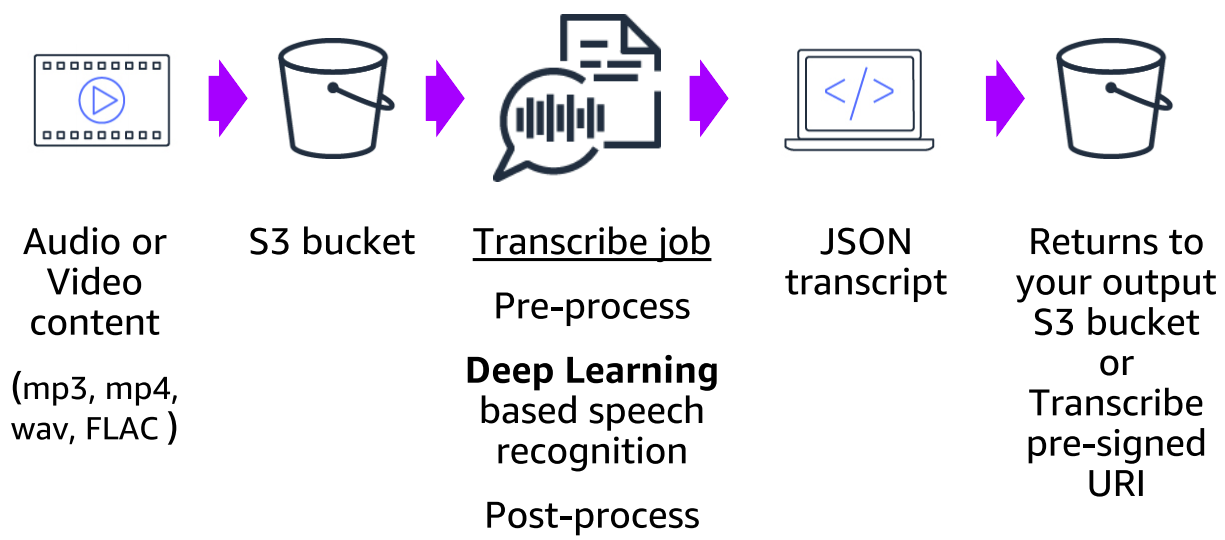 Audio or
Video
content
(mp3, mp4,
wav, FLAC )
S3 bucket
Transcribe job
Pre-process
Deep Learning
based speech
recognition
Post-process
JSON
transcript
Returns to
your output
S3 bucket
or
Transcribe
pre-signed
URI